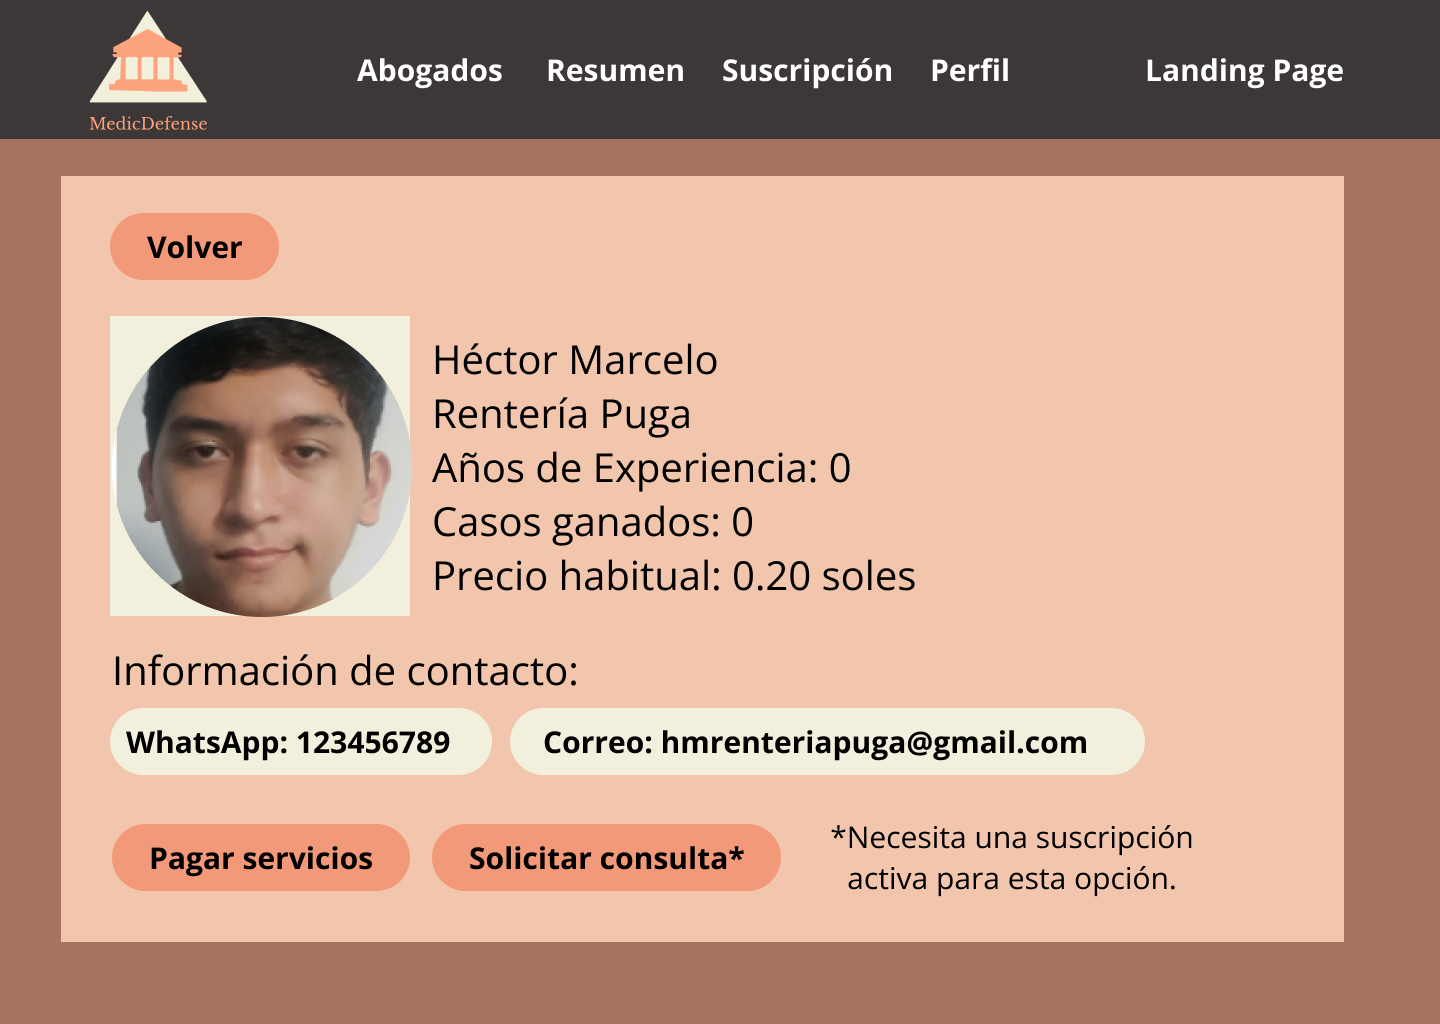 MedicDefense
Abogados
Resumen
Suscripción
Perfil
Landing Page
Volver
Héctor Marcelo
Rentería Puga
Años de Experiencia: 0
Casos ganados: 0
Precio habitual: 0.20 soles
Información de contacto:
WhatsApp: 123456789
Correo: hmrenteriapuga@gmail.com
Pagar servicios
Solicitar consulta*
*Necesita una suscripción
activa para esta opción.